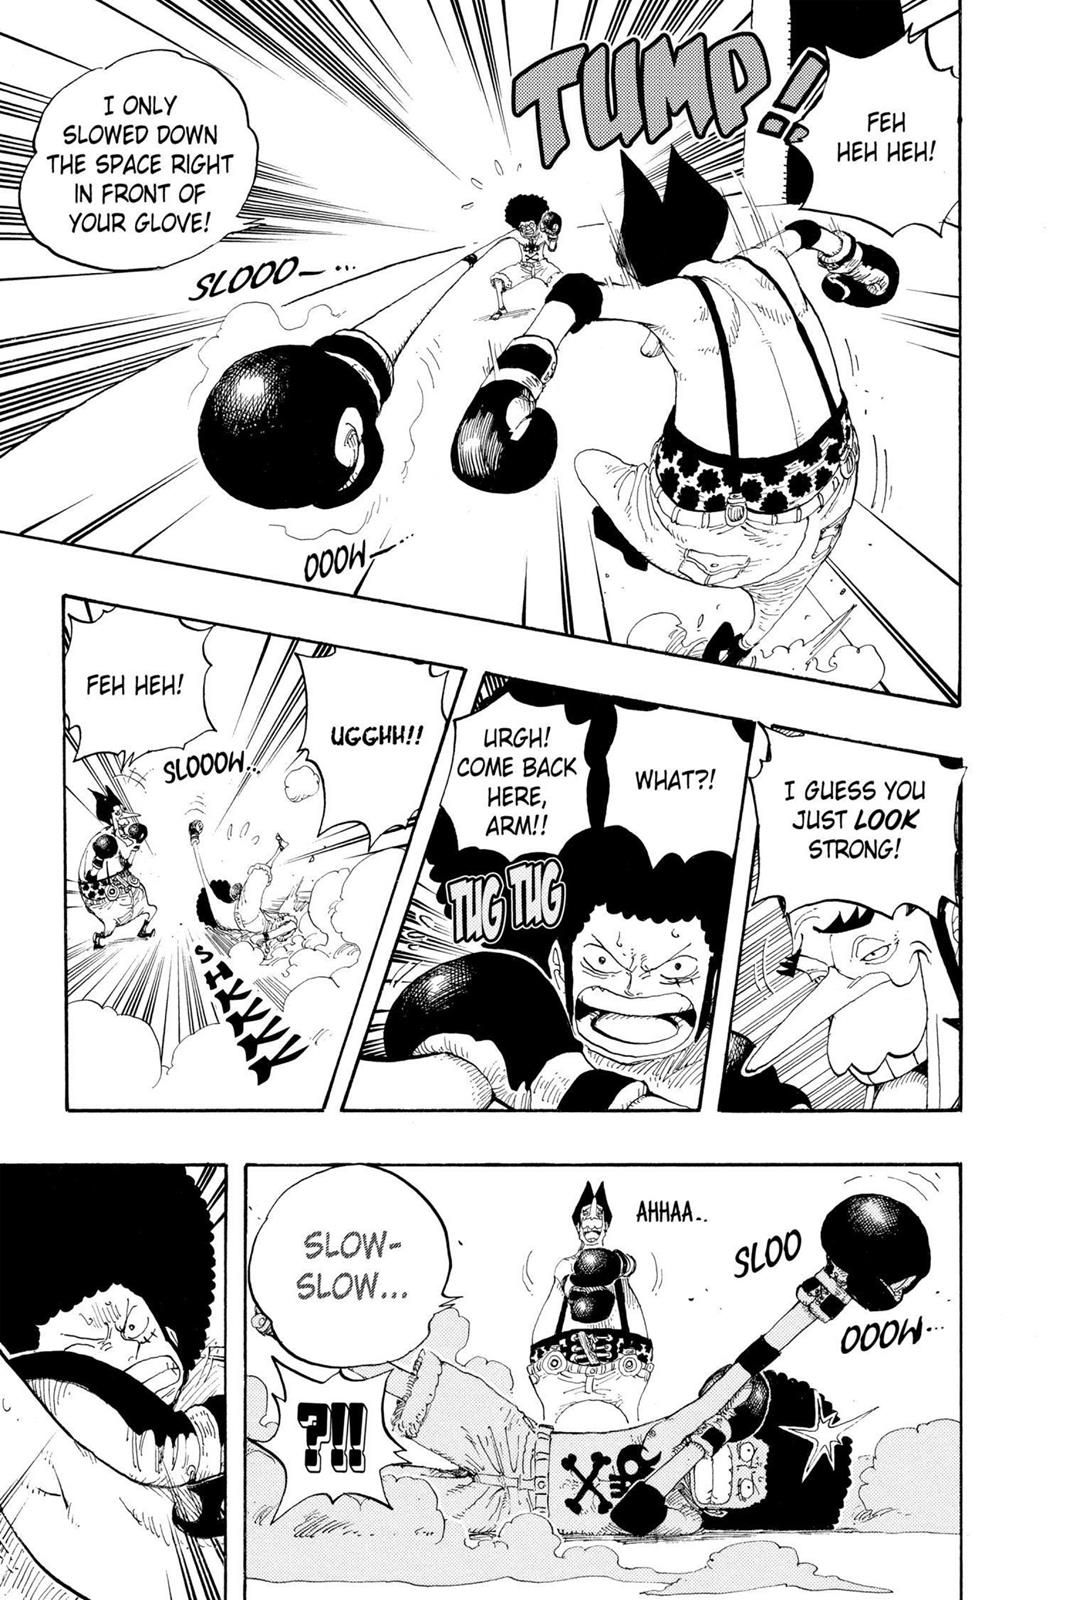 FEH
HEH HEH!
TUMP!
I ONLY
SLOWED DOWN
THE SPACE RIGHT
IN FRONT OF
YOUR GLOVE!
SLOOO—...
OOOW—...
I GUESS YOU
JUST LOOK
STRONG!
WHAT?!
URGH!
COME BACK
HERE,
ARM!!
THG THG
UGGHH!!
SLOOOW...
FEH HEH!
SHKKKK
AHHAA..
SLOO
OOOW...
SLOW-
SLOW...
?!!